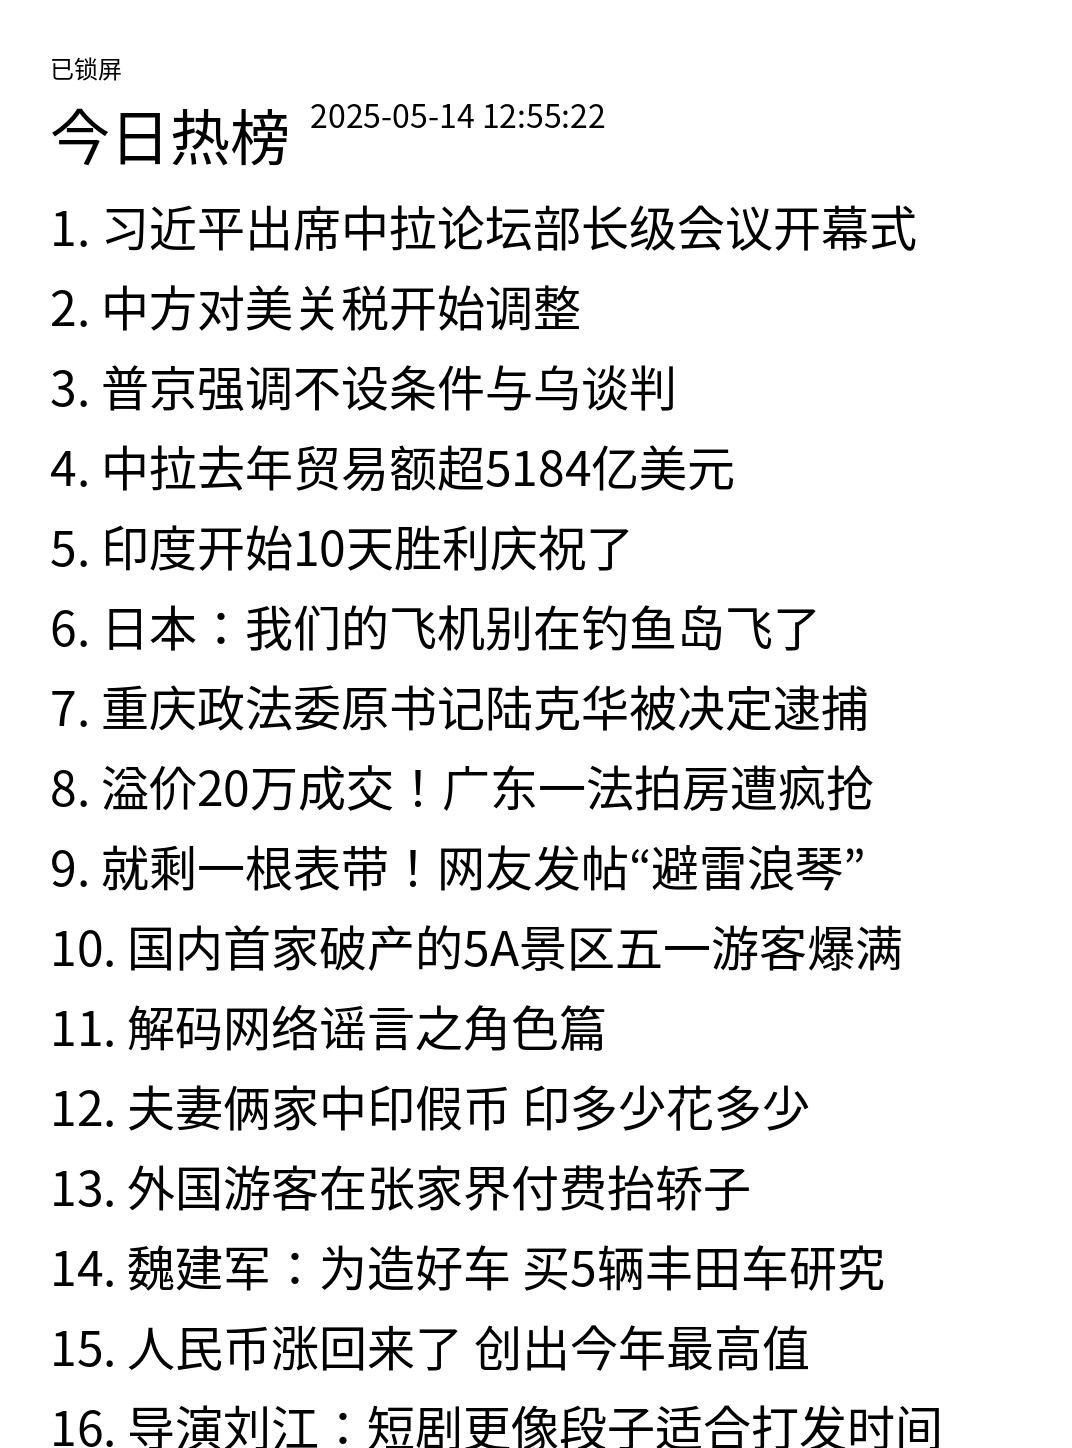 已锁屏
今日热榜 2025-05-14 12:55:22
1. 习近平出席中拉论坛部长级会议开幕式
2. 中方对美关税开始调整
3. 普京强调不设条件与乌谈判
4. 中拉去年贸易额超5184亿美元
5. 印度开始10天胜利庆祝了
6. 日本：我们的飞机别在钓鱼岛飞了
7. 重庆政法委原书记陆克华被决定逮捕
8. 溢价20万成交！广东一法拍房遭疯抢
9. 就剩一根表带！网友发帖“避雷浪琴”
10. 国内首家破产的5A景区五一游客爆满
11. 解码网络谣言之角色篇
12. 夫妻俩家中印假币 印多少花多少
13. 外国游客在张家界付费抬轿子
14. 魏建军：为造好车 买5辆丰田车研究
15. 人民币涨回来了 创出今年最高值
16. 导演刘江：短剧更像段子适合打发时间